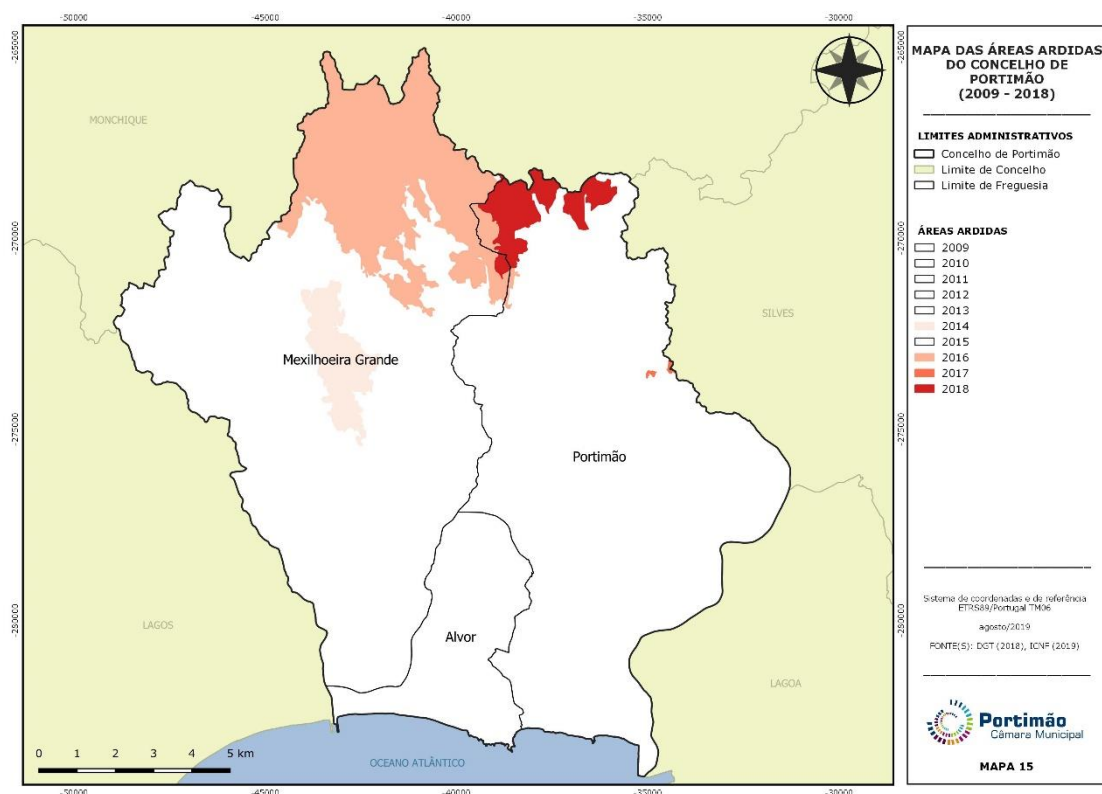 -50000
-45000
-40000
-35000
-30000
-265000
-265000
-270000
-270000
-275000
-275000
-280000
-280000
MONCHIQUE
SILVES
Mexilhoeira Grande
Portimão
Alvor
LAGOS
LAGOA
OCEANO ATLÂNTICO
0 1 2 3 4 5 km
-50000
-45000
-40000
-35000
-30000
MAPA DAS ÁREAS ARDIDAS
DO CONCELHO DE
PORTIMÃO
(2009 - 2018)
LIMITES ADMINISTRATIVOS
Concelho de Portimão
Limite de Concelho
Limite de Freguesia
ÁREAS ARDIDAS
2009
2010
2011
2012
2013
2014
2015
2016
2017
2018
Sistema de coordenadas e de referência
ETRS89/Portugal TM06
agosto/2019
FONTE(S): DGT (2018), ICNF (2019)
Portimão
Câmara Municipal
MAPA 15